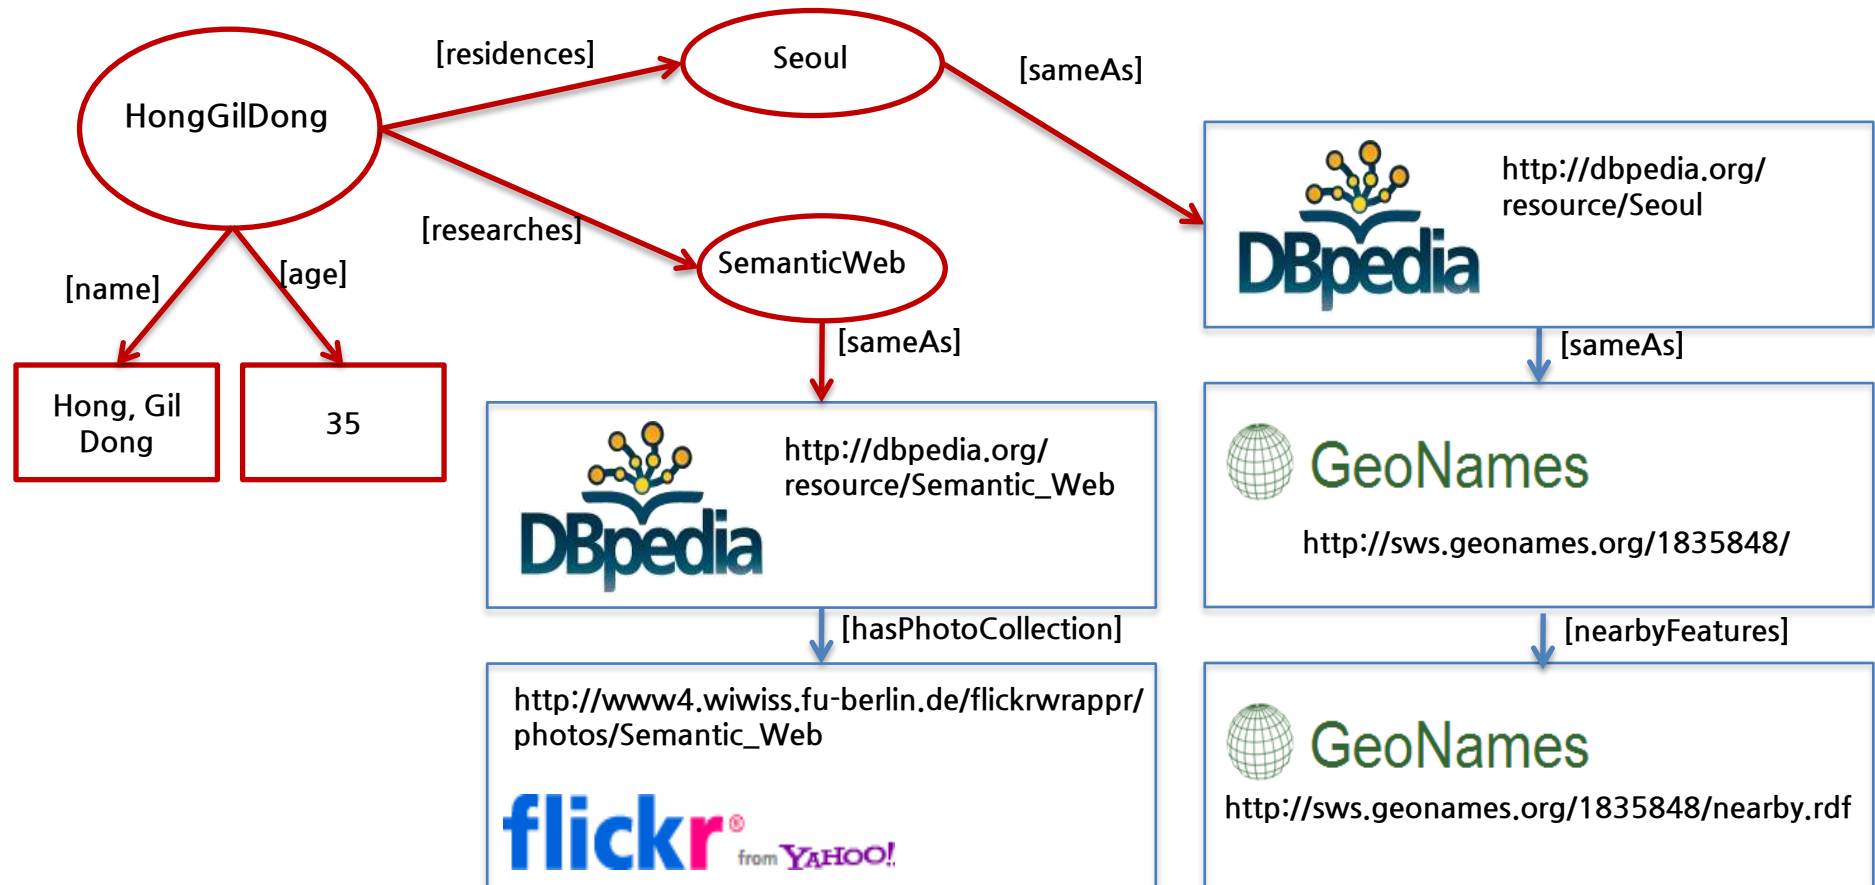 HongGilDong
[residences]
Seoul
[sameAs]
[researches]
SemanticWeb
[name]
[age]
Hong, Gil
Dong
35
[sameAs]
DBpedia
http://dbpedia.org/
resource/Seoul
[sameAs]
DBpedia
http://dbpedia.org/
resource/Semantic_Web
GeoNames
http://sws.geonames.org/1835848/
[hasPhotoCollection]
[nearbyFeatures]
http://www4.wiwiss.fu-berlin.de/flickrwrappr/
photos/Semantic_Web
flickr® from YAHOO!
GeoNames
http://sws.geonames.org/1835848/nearby.rdf